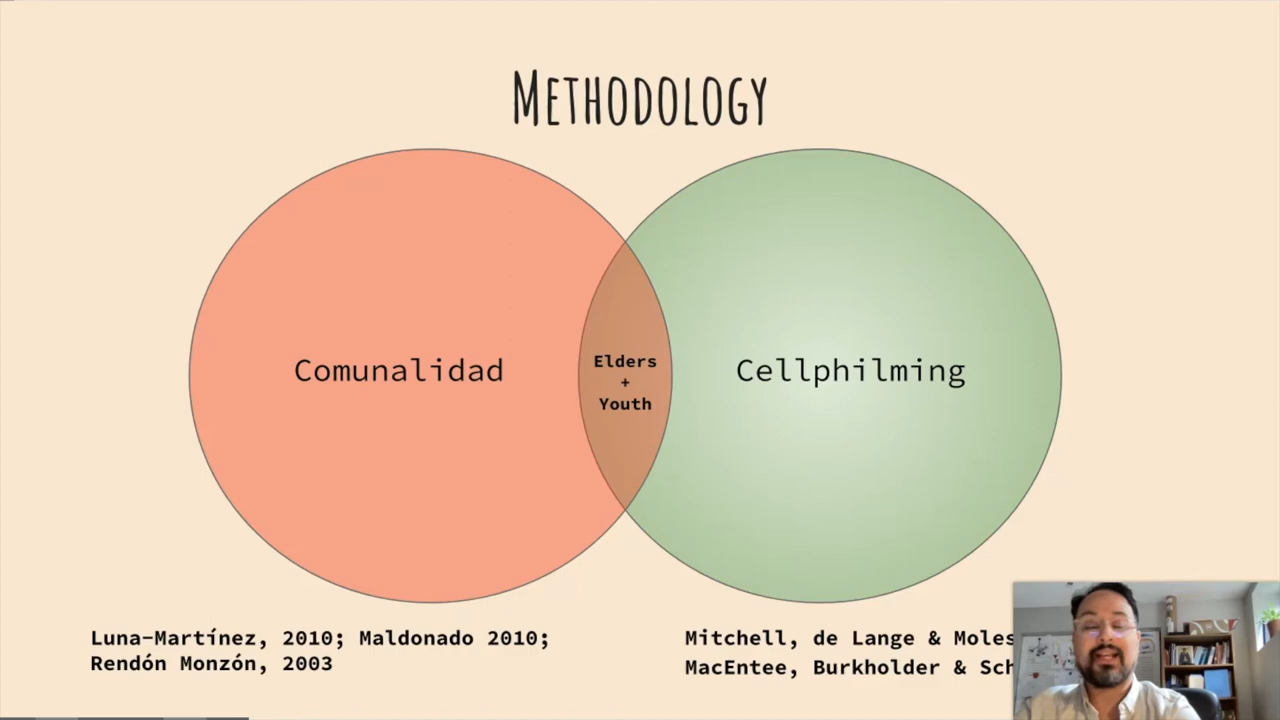 Methodology
Comunalidad
Elders
+
Youth
Cellphilming
Luna-Martínez, 2010; Maldonado 2010;
Rendón Monzón, 2003
Mitchell, de Lange & Moles
MacEntee, Burkholder & Sch